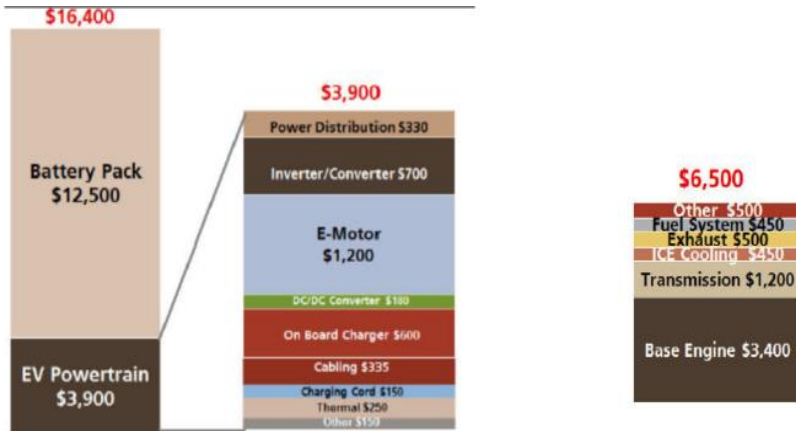 $16,400
Battery Pack
$12,500
EV Powertrain
$3,900
$3,900
Power Distribution $330
Inverter/Converter $700
E-Motor
$1,200
DC/DC Converter $180
On Board Charger $600
Cabling $335
Charging Cord $150
Thermal $250
Other $150
$6,500
Other $500
Fuel System $450
Exhaust $500
ICE Cooling $450
Transmission $1,200
Base Engine $3,400